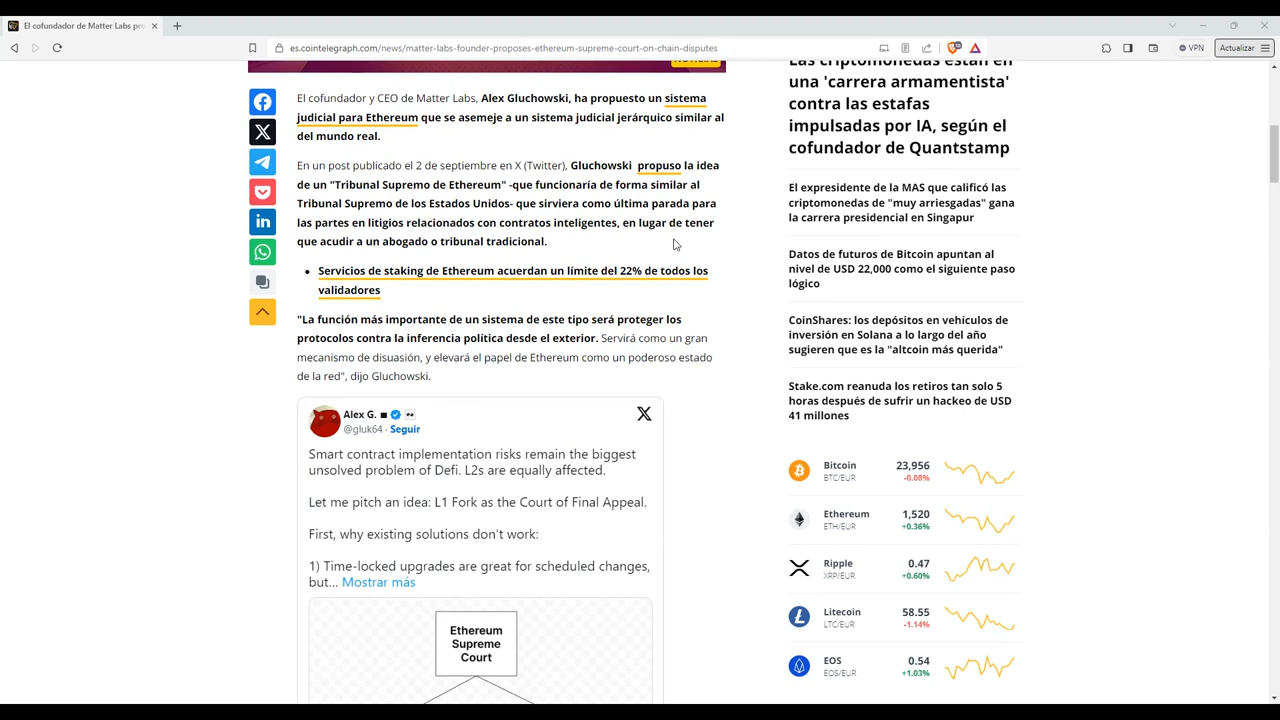 El cofundador de Matter Labs pro
es.cointelegraph.com/news/matter-labs-founder-proposes-ethereum-supreme-court-on-chain-disputes
VPN
Actualizar
NOTICIAS
El cofundador y CEO de Matter Labs, Alex Gluchowski, ha propuesto un sistema
judicial para Ethereum que se asemeje a un sistema judicial jerárquico similar al
del mundo real.
En un post publicado el 2 de septiembre en X (Twitter), Gluchowski propuso la idea
de un "Tribunal Supremo de Ethereum" -que funcionaría de forma similar al
Tribunal Supremo de los Estados Unidos- que sirviera como última parada para
las partes en litigios relacionados con contratos inteligentes, en lugar de tener
que acudir a un abogado o tribunal tradicional.
• Servicios de staking de Ethereum acuerdan un límite del 22% de todos los
validadores
"La función más importante de un sistema de este tipo será proteger los
protocolos contra la inferencia política desde el exterior. Servirá como un gran
mecanismo de disuasión, y elevará el papel de Ethereum como un poderoso estado
de la red", dijo Gluchowski.
Alex G.
@gluk64 · Seguir
Smart contract implementation risks remain the biggest
unsolved problem of Defi. L2s are equally affected.
Let me pitch an idea: L1 Fork as the Court of Final Appeal.
First, why existing solutions don't work:
1) Time-locked upgrades are great for scheduled changes,
but... Mostrar más
Ethereum
Supreme
Court
Las criptomonedas están en
una 'carrera armamentista'
contra las estafas
impulsadas por IA, según el
cofundador de Quantstamp
El expresidente de la MAS que calificó las
criptomonedas de "muy arriesgadas" gana
la carrera presidencial en Singapur
Datos de futuros de Bitcoin apuntan al
nivel de USD 22,000 como el siguiente paso
lógico
CoinShares: los depósitos en vehículos de
inversión en Solana a lo largo del año
sugieren que es la "altcoin más querida"
Stake.com reanuda los retiros tan solo 5
horas después de sufrir un hackeo de USD
41 millones
Bitcoin 23,956
BTC/EUR -0.08%
Ethereum 1,520
ETH/EUR +0.36%
Ripple 0.47
XRP/EUR +0.60%
Litecoin 58.55
LTC/EUR -1.14%
EOS 0.54
EOS/EUR +1.03%